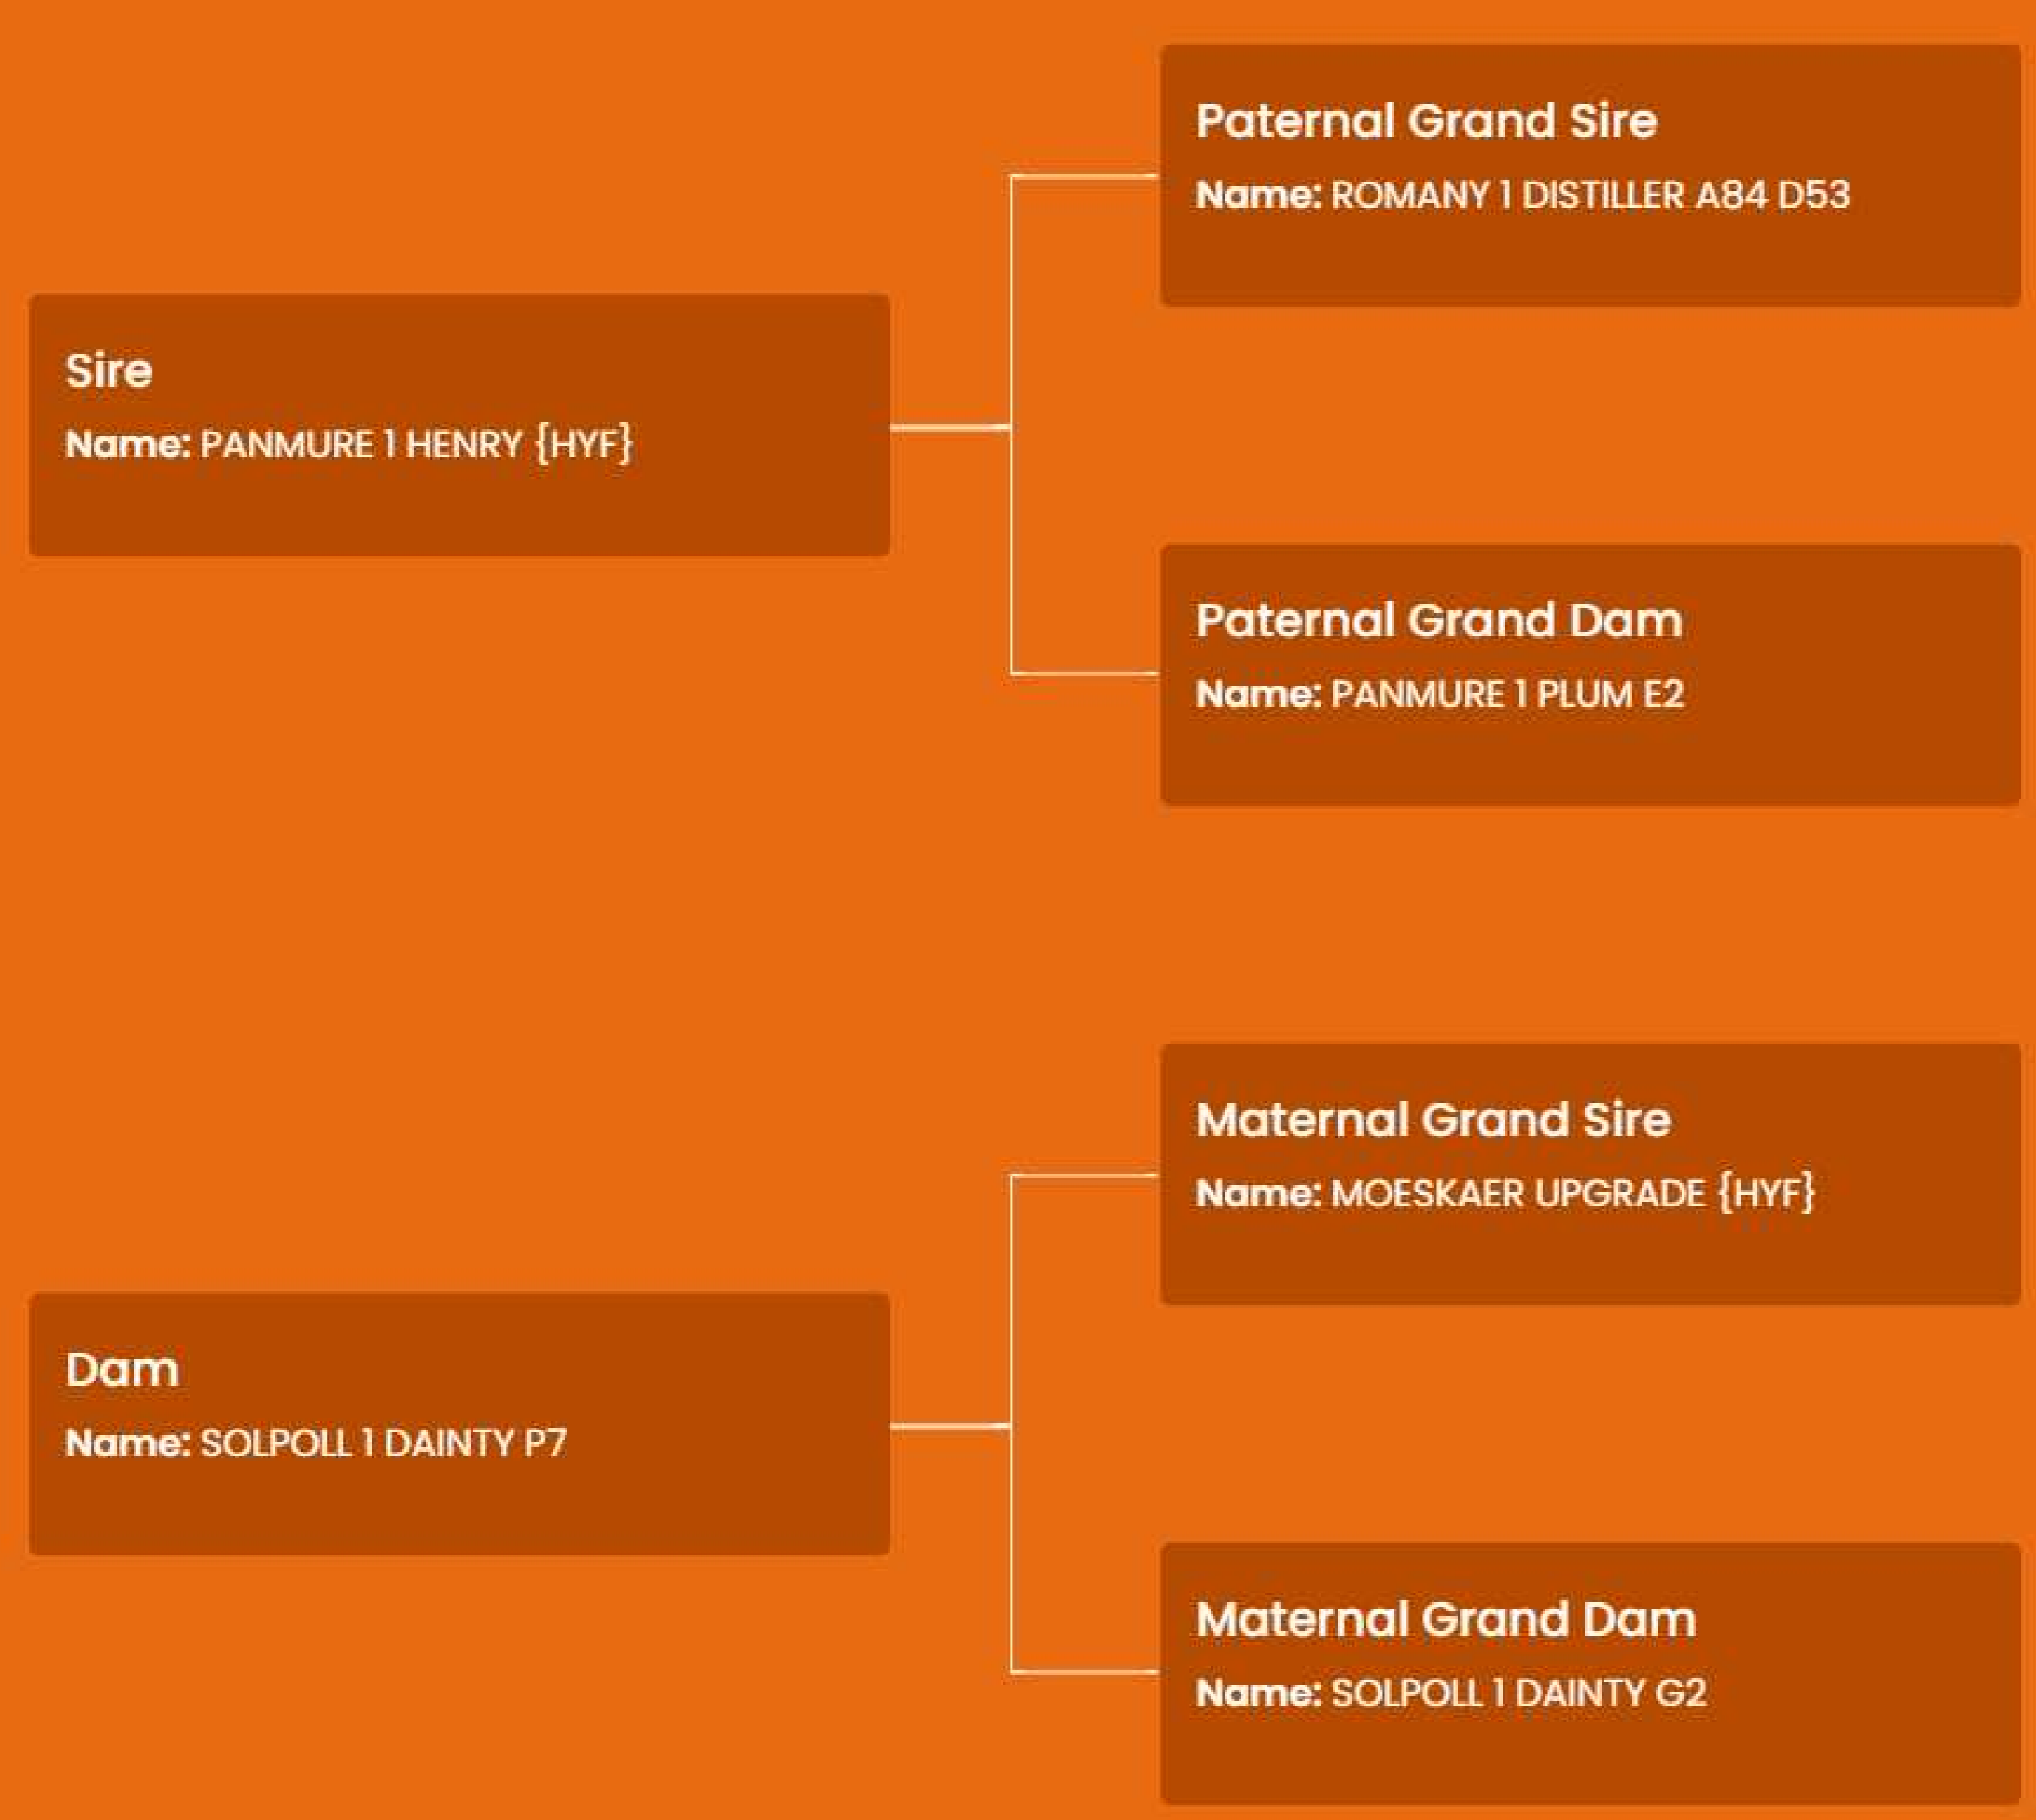 Paternal Grand Sire
Name: ROMANY 1 DISTILLER A84 D53
Sire
Name: PANMURE 1 HENRY {HYF}
Paternal Grand Dam
Name: PANMURE 1 PLUM E2
Maternal Grand Sire
Name: MOESKAER UPGRADE {HYF}
Dam
Name: SOLPOLL 1 DAINTY P7
Maternal Grand Dam
Name: SOLPOLL 1 DAINTY G2